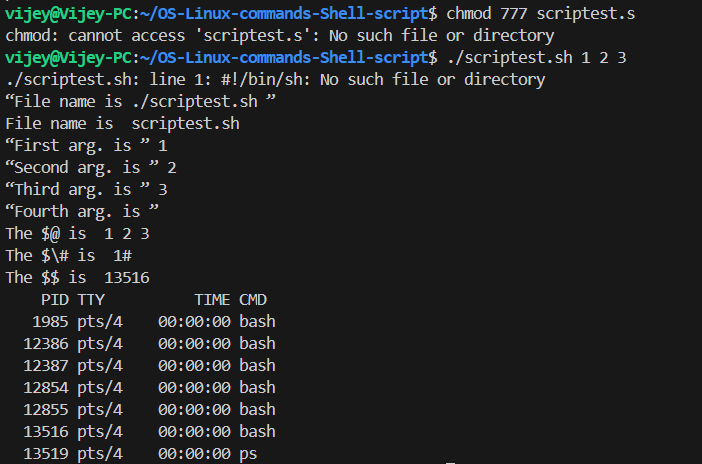 vijey@Vijey-PC:~/OS-Linux-commands-Shell-script$ chmod 777 scriptest.s
chmod: cannot access 'scriptest.s': No such file or directory
vijey@Vijey-PC:~/OS-Linux-commands-Shell-script$ ./scriptest.sh 1 2 3
./scriptest.sh: line 1: #!/bin/sh: No such file or directory
“File name is ./scriptest.sh ”
File name is  scriptest.sh
“First arg. is ” 1
“Second arg. is ” 2
“Third arg. is ” 3
“Fourth arg. is ”
The $@ is  1 2 3
The $\# is  1#
The $$ is  13516
    PID TTY          TIME CMD
   1985 pts/4    00:00:00 bash
  12386 pts/4    00:00:00 bash
  12387 pts/4    00:00:00 bash
  12854 pts/4    00:00:00 bash
  12855 pts/4    00:00:00 bash
  13516 pts/4    00:00:00 bash
  13519 pts/4    00:00:00 ps